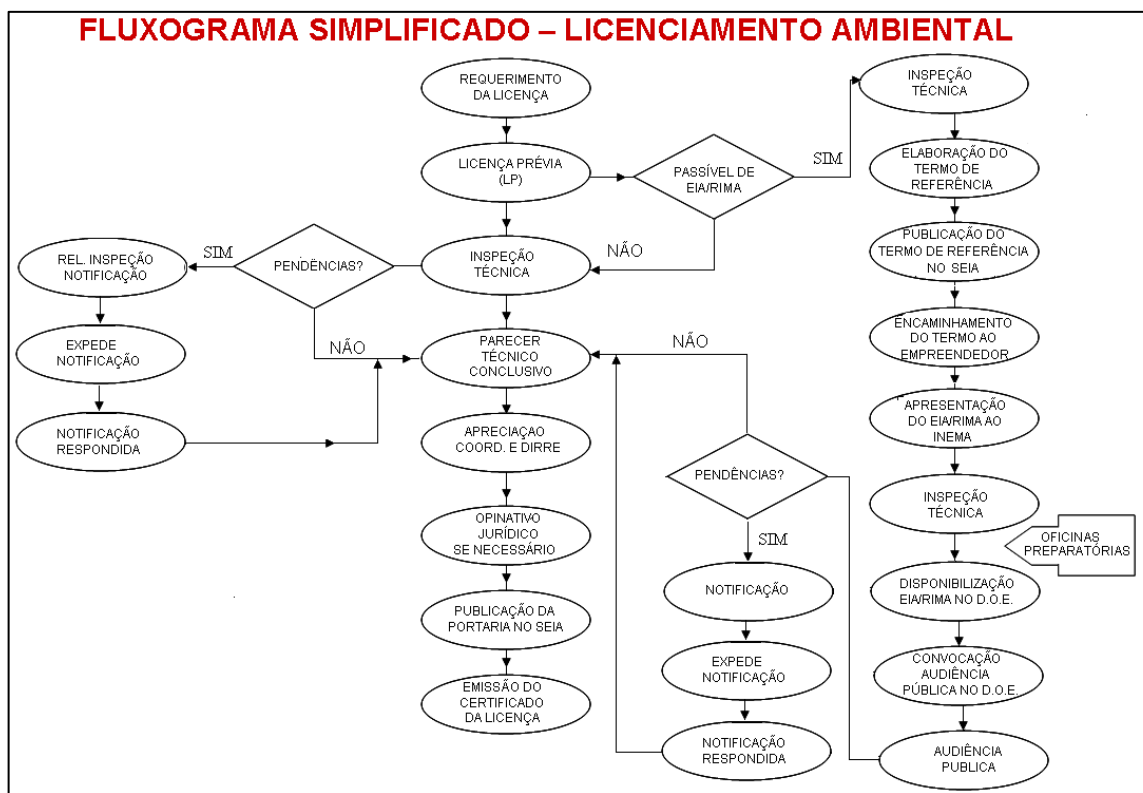 FLUXOGRAMA SIMPLIFICADO – LICENCIAMENTO AMBIENTAL
REQUERIMENTO
DA LICENÇA
LICENÇA PRÉVIA
(LP)
PASSÍVEL DE
EIA/RIMA
SIM
NÃO
INSPEÇÃO
TÉCNICA
PENDÊNCIAS?
SIM
NÃO
REL. INSPEÇÃO
NOTIFICAÇÃO
EXPEDE
NOTIFICAÇÃO
NOTIFICAÇÃO
RESPONDIDA
PARECER
TÉCNICO
CONCLUSIVO
APRECIAÇAO
COORD. E DIRRE
OPINATIVO
JURÍDICO
SE NECESSÁRIO
PUBLICAÇÃO DA
PORTARIA NO SEIA
EMISSÃO DO
CERTIFICADO
DA LICENÇA
INSPEÇÃO
TÉCNICA
ELABORAÇÃO DO
TERMO DE
REFERÊNCIA
PUBLICAÇÃO DO
TERMO DE REFERÊNCIA
NO SEIA
ENCAMINHAMENTO
DO TERMO AO
EMPREENDEDOR
APRESENTAÇÃO
DO EIA/RIMA AO
INEMA
INSPEÇÃO
TÉCNICA
OFICINAS
PREPARATÓRIAS
DISPONIBILIZAÇÃO
EIA/RIMA NO D.O.E.
CONVOCAÇÃO
AUDIÊNCIA
PÚBLICA NO D.O.E.
AUDIÊNCIA
PUBLICA
PENDÊNCIAS?
NÃO
SIM
NOTIFICAÇÃO
EXPEDE
NOTIFICAÇÃO
NOTIFICAÇÃO
RESPONDIDA